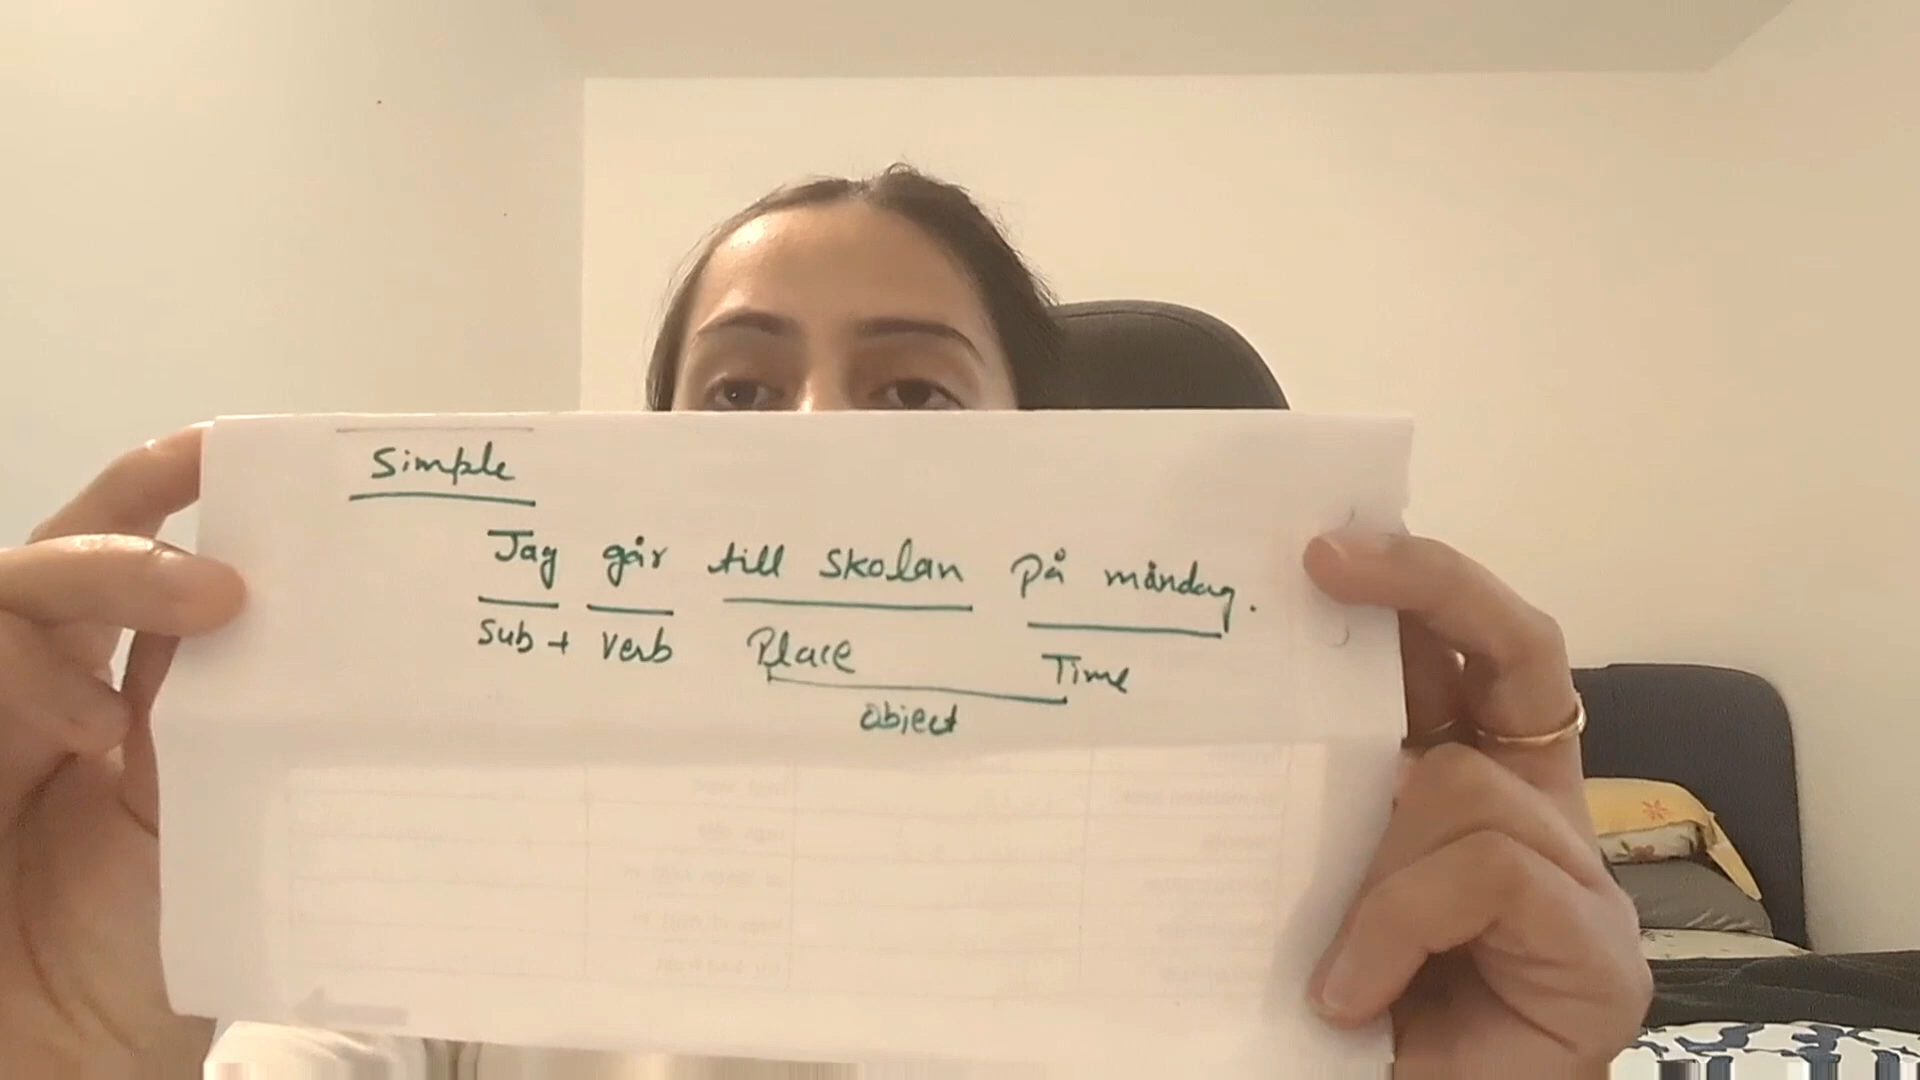 Simple
Jag går till skolan på måndag.
Sub + Verb Place Time
Object